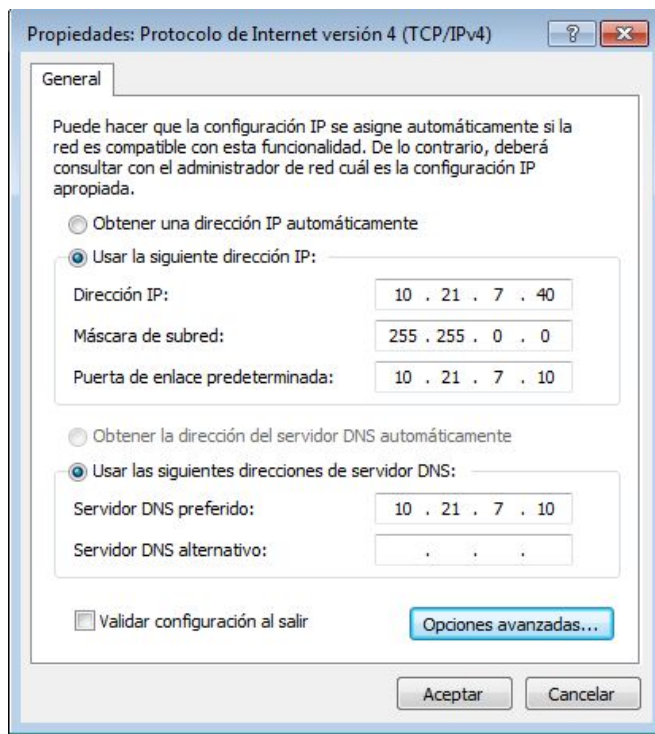 Propiedades: Protocolo de Internet versión 4 (TCP/IPv4)
General
Puede hacer que la configuración IP se asigne automáticamente si la
red es compatible con esta funcionalidad. De lo contrario, deberá
consultar con el administrador de red cuál es la configuración IP
apropiada.
Obtener una dirección IP automáticamente
Usar la siguiente dirección IP:
Dirección IP: 10 . 21 . 7 . 40
Máscara de subred: 255 . 255 . 0 . 0
Puerta de enlace predeterminada: 10 . 21 . 7 . 10
Obtener la dirección del servidor DNS automáticamente
Usar las siguientes direcciones de servidor DNS:
Servidor DNS preferido: 10 . 21 . 7 . 10
Servidor DNS alternativo: . . .
Validar configuración al salir Opciones avanzadas...
Aceptar Cancelar